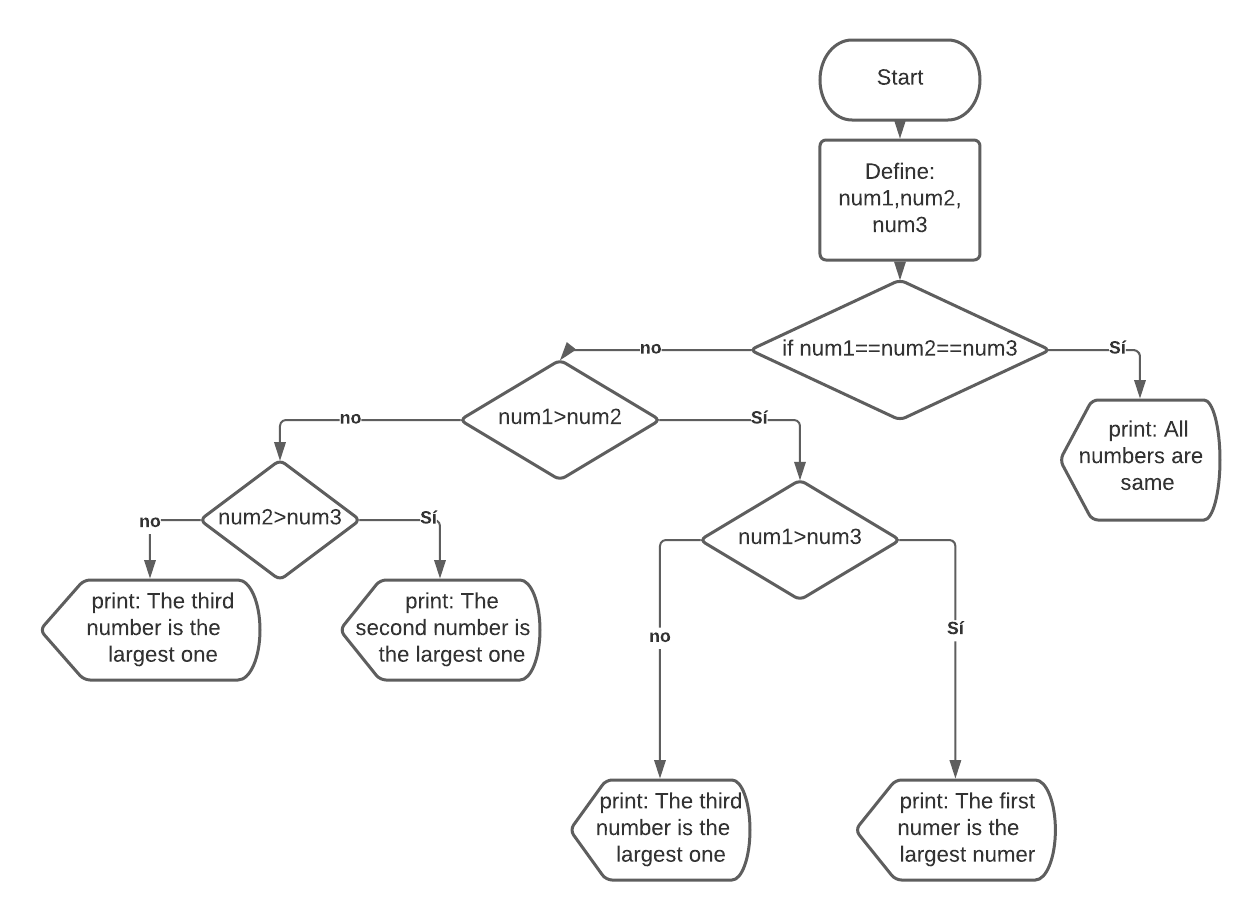 Start
Define:
num1,num2,
num3
if num1==num2==num3
no
Sí
print: All
numbers are
same
num1>num2
no
Sí
num2>num3
no
Sí
print: The third
number is the
largest one
print: The
second number is
the largest one
num1>num3
no
Sí
print: The third
number is the
largest one
print: The first
numer is the
largest numer